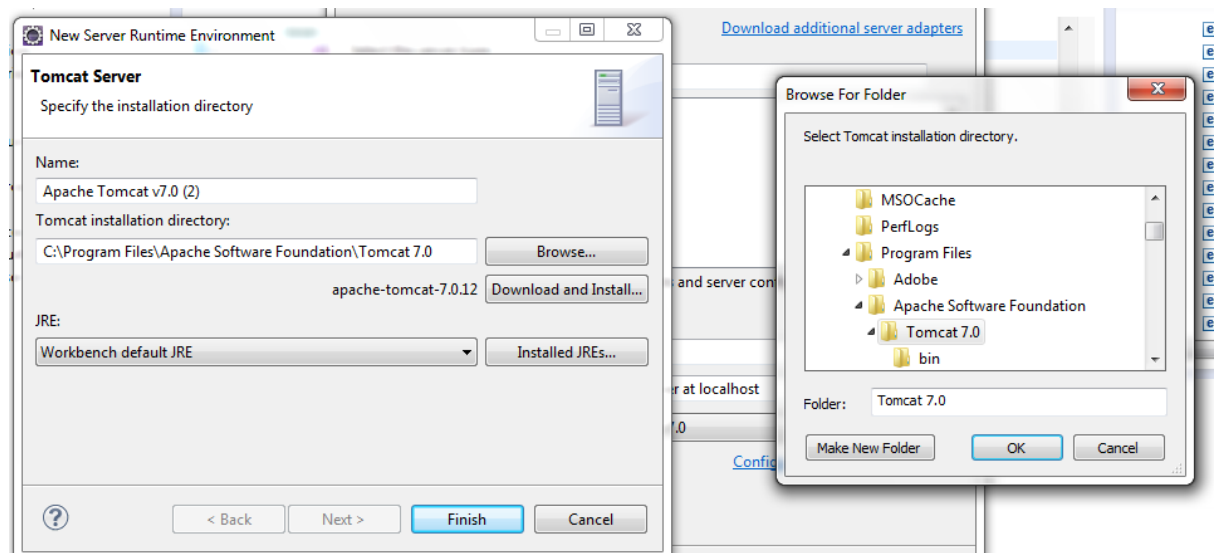 New Server Runtime Environment
Tomcat Server
Specify the installation directory
Name:
Apache Tomcat v7.0 (2)
Tomcat installation directory:
C:\Program Files\Apache Software Foundation\Tomcat 7.0
Browse...
apache-tomcat-7.0.12
Download and Install...
JRE:
Workbench default JRE
Installed JREs...
?
< Back
Next >
Finish
Cancel
Download additional server adapters
and server con
er at localhost
7.0
Config
Browse For Folder
Select Tomcat installation directory.
MSOCache
PerfLogs
Program Files
Adobe
Apache Software Foundation
Tomcat 7.0
bin
Folder:
Tomcat 7.0
Make New Folder
OK
Cancel